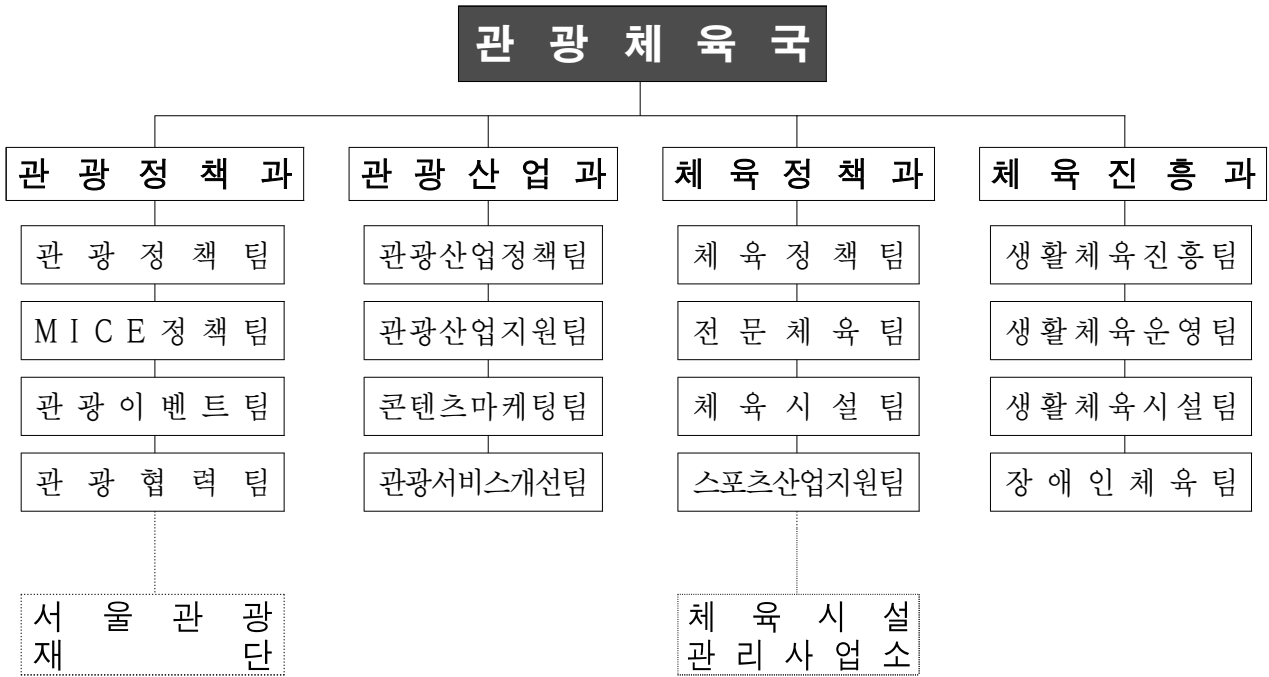 관광체육국
관광정책과
관광정책팀
MICE정책팀
관광이벤트팀
관광협력팀
서울관광
재단
관광산업과
관광산업정책팀
관광산업지원팀
콘텐츠마케팅팀
관광서비스개선팀
체육정책과
체육정책팀
전문체육팀
체육시설팀
스포츠산업지원팀
체육시설
관리사업소
체육진흥과
생활체육진흥팀
생활체육운영팀
생활체육시설팀
장애인체육팀